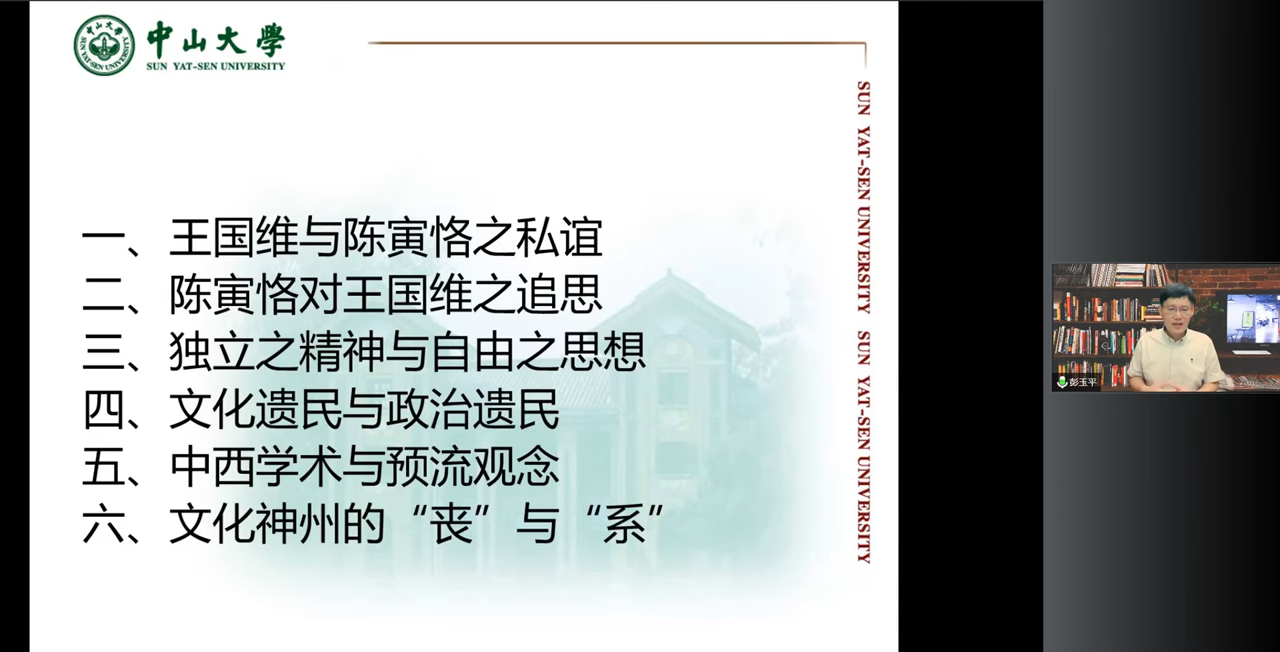 中山大學
SUN YAT-SEN UNIVERSITY
SUN YAT-SEN UNIVERSITY SUN YAT-SEN UNIVERSITY
一、王国维与陈寅恪之私谊
二、陈寅恪对王国维之追思
三、独立之精神与自由之思想
四、文化遗民与政治遗民
五、中西学术与预流观念
六、文化神州的“丧”与“系”
彭玉平